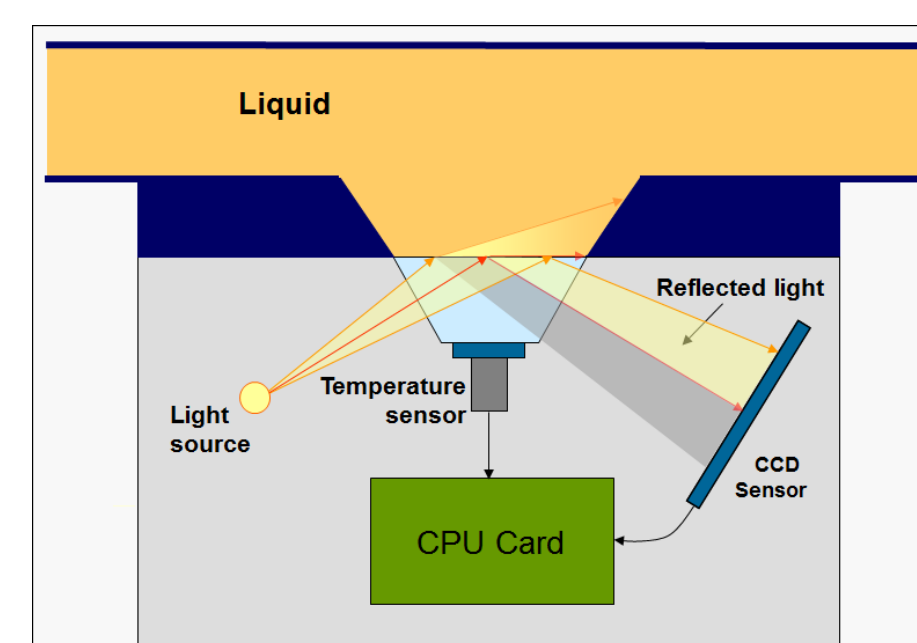 Liquid
Reflected light
Temperature
sensor
Light
source
CCD
Sensor
CPU Card